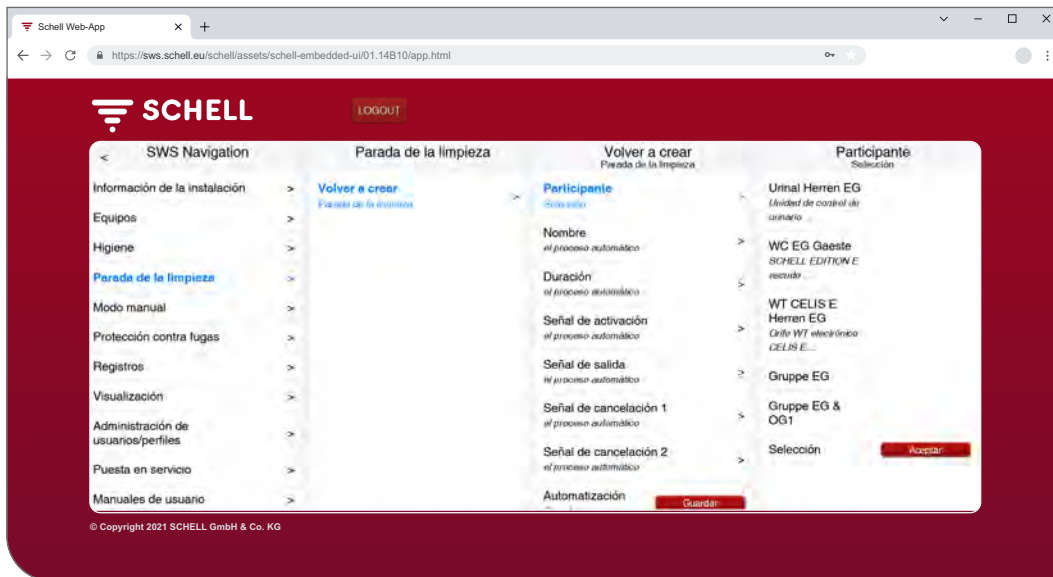 Schell Web-App
https://sws.schell.eu/schell/assets/schell-embedded-ui/01.14B10/app.html
SCHELL
LOGOUT
< SWS Navigation
Información de la instalación >
Equipos >
Higiene >
Parada de la limpieza >
Modo manual >
Protección contra fugas >
Registros >
Visualización >
Administración de
usuarios/perfiles >
Puesta en servicio >
Manuales de usuario >
Parada de la limpieza
Volver a crear >
Parada de la limpieza
Volver a crear
Parada de la limpieza
Participante >
Selección
Nombre >
el proceso automático
Duración >
el proceso automático
Señal de activación >
el proceso automático
Señal de salida >
el proceso automático
Señal de cancelación 1 >
el proceso automático
Señal de cancelación 2 >
el proceso automático
Automatización
Guardar
Participante
Selección
Urinal Herren EG
Unidad de control de
urinario ...
WC EG Gaeste
SCHELL EDITION E
escudo ...
WT CELIS E
Herren EG
Grifo WT electrónico
CELIS E...
Gruppe EG
Gruppe EG &
OG1
Selección
Aceptar
© Copyright 2021 SCHELL GmbH & Co. KG